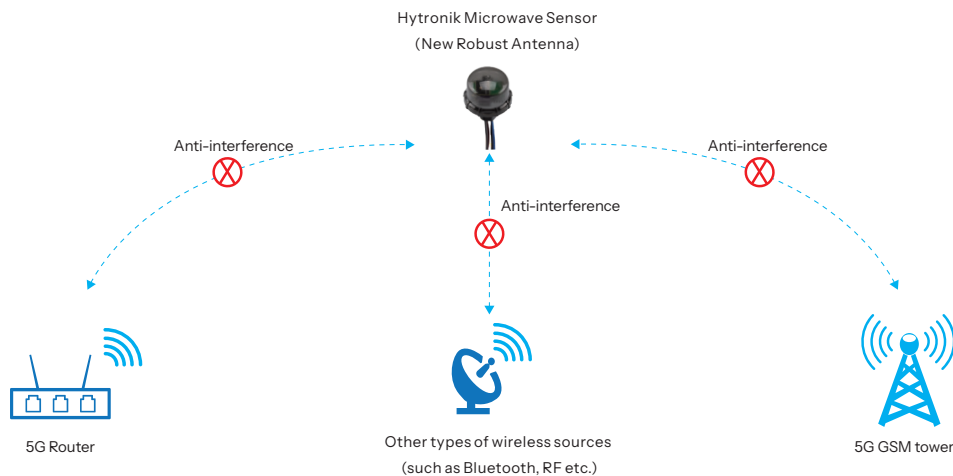 Hytronik Microwave Sensor
(New Robust Antenna)
Anti-interference
Anti-interference
Anti-interference
5G Router
Other types of wireless sources
(such as Bluetooth, RF etc.)
5G GSM tower